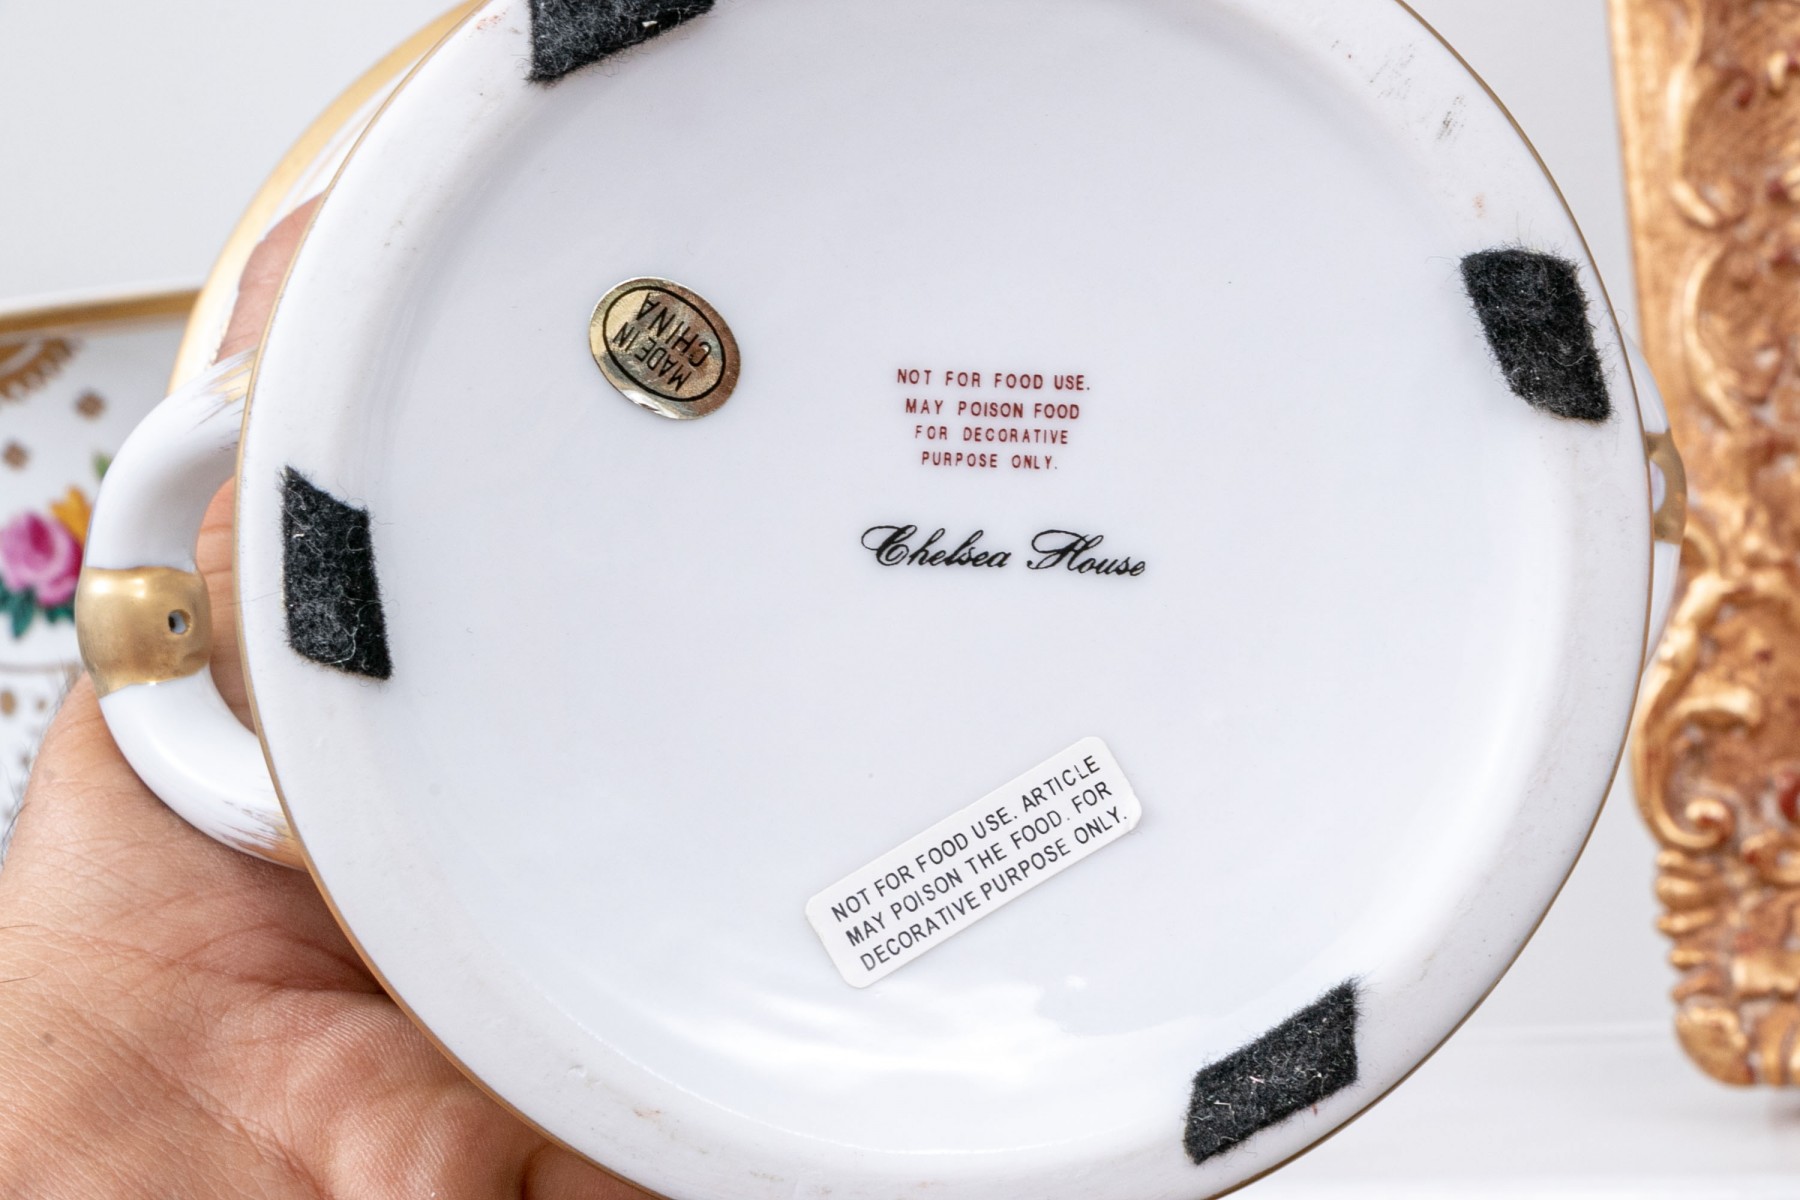 MADE IN
CHINA
NOT FOR FOOD USE.
MAY POISON FOOD
FOR DECORATIVE
PURPOSE ONLY.
Chelsea House
NOT FOR FOOD USE. ARTICLE
MAY POISON THE FOOD. FOR
DECORATIVE PURPOSE ONLY.